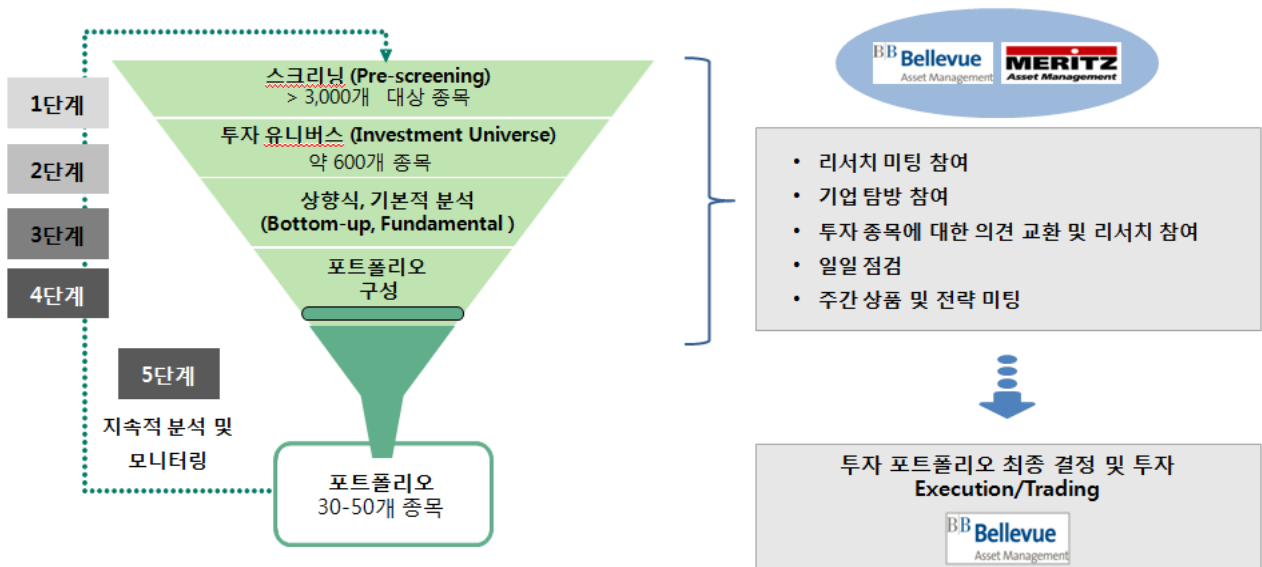 1단계
2단계
3단계
4단계
스크리닝 (Pre-screening)
> 3,000개 대상 종목
투자 유니버스 (Investment Universe)
약 600개 종목
상향식, 기본적 분석
(Bottom-up, Fundamental )
포트폴리오
구성
5단계
지속적 분석 및
모니터링
포트폴리오
30-50개 종목
B|B Bellevue
Asset Management
MERITZ
Asset Management
• 리서치 미팅 참여
• 기업 탐방 참여
• 투자 종목에 대한 의견 교환 및 리서치 참여
• 일일 점검
• 주간 상품 및 전략 미팅
투자 포트폴리오 최종 결정 및 투자
Execution/Trading
B|B Bellevue
Asset Management